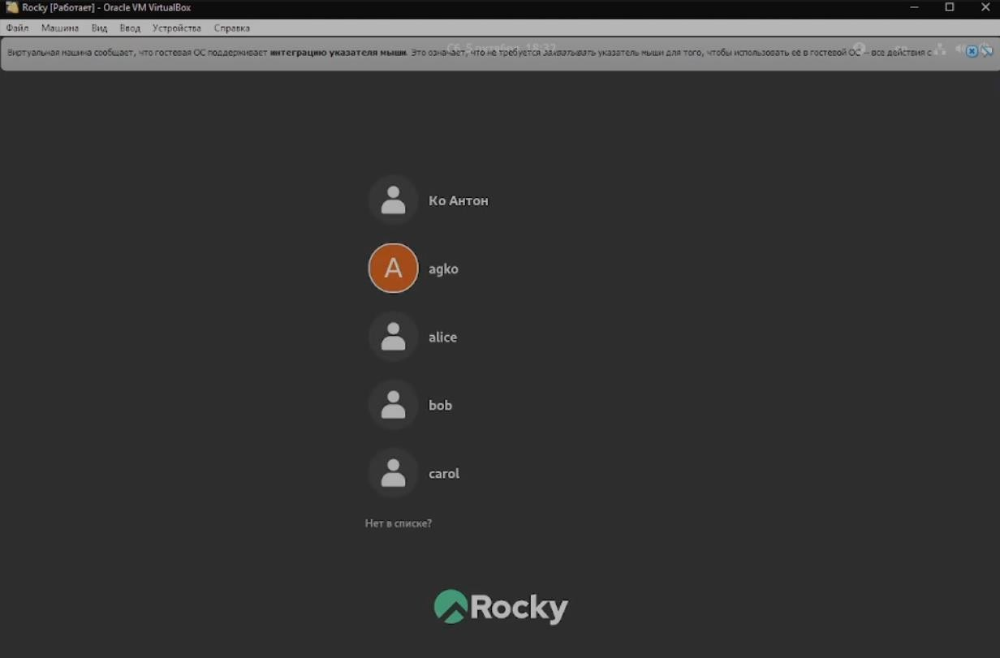 Rocky [Работает] - Oracle VM VirtualBox
Файл Машина Вид Ввод Устройства Справка
Виртуальная машина сообщает, что гостевая ОС поддерживает интеграцию указателя мыши. Это означает, что не требуется захватывать указатель мыши для того, чтобы использовать её в гостевой ОС — все действия с
Ко Антон
A agko
alice
bob
carol
Нет в списке?
Rocky